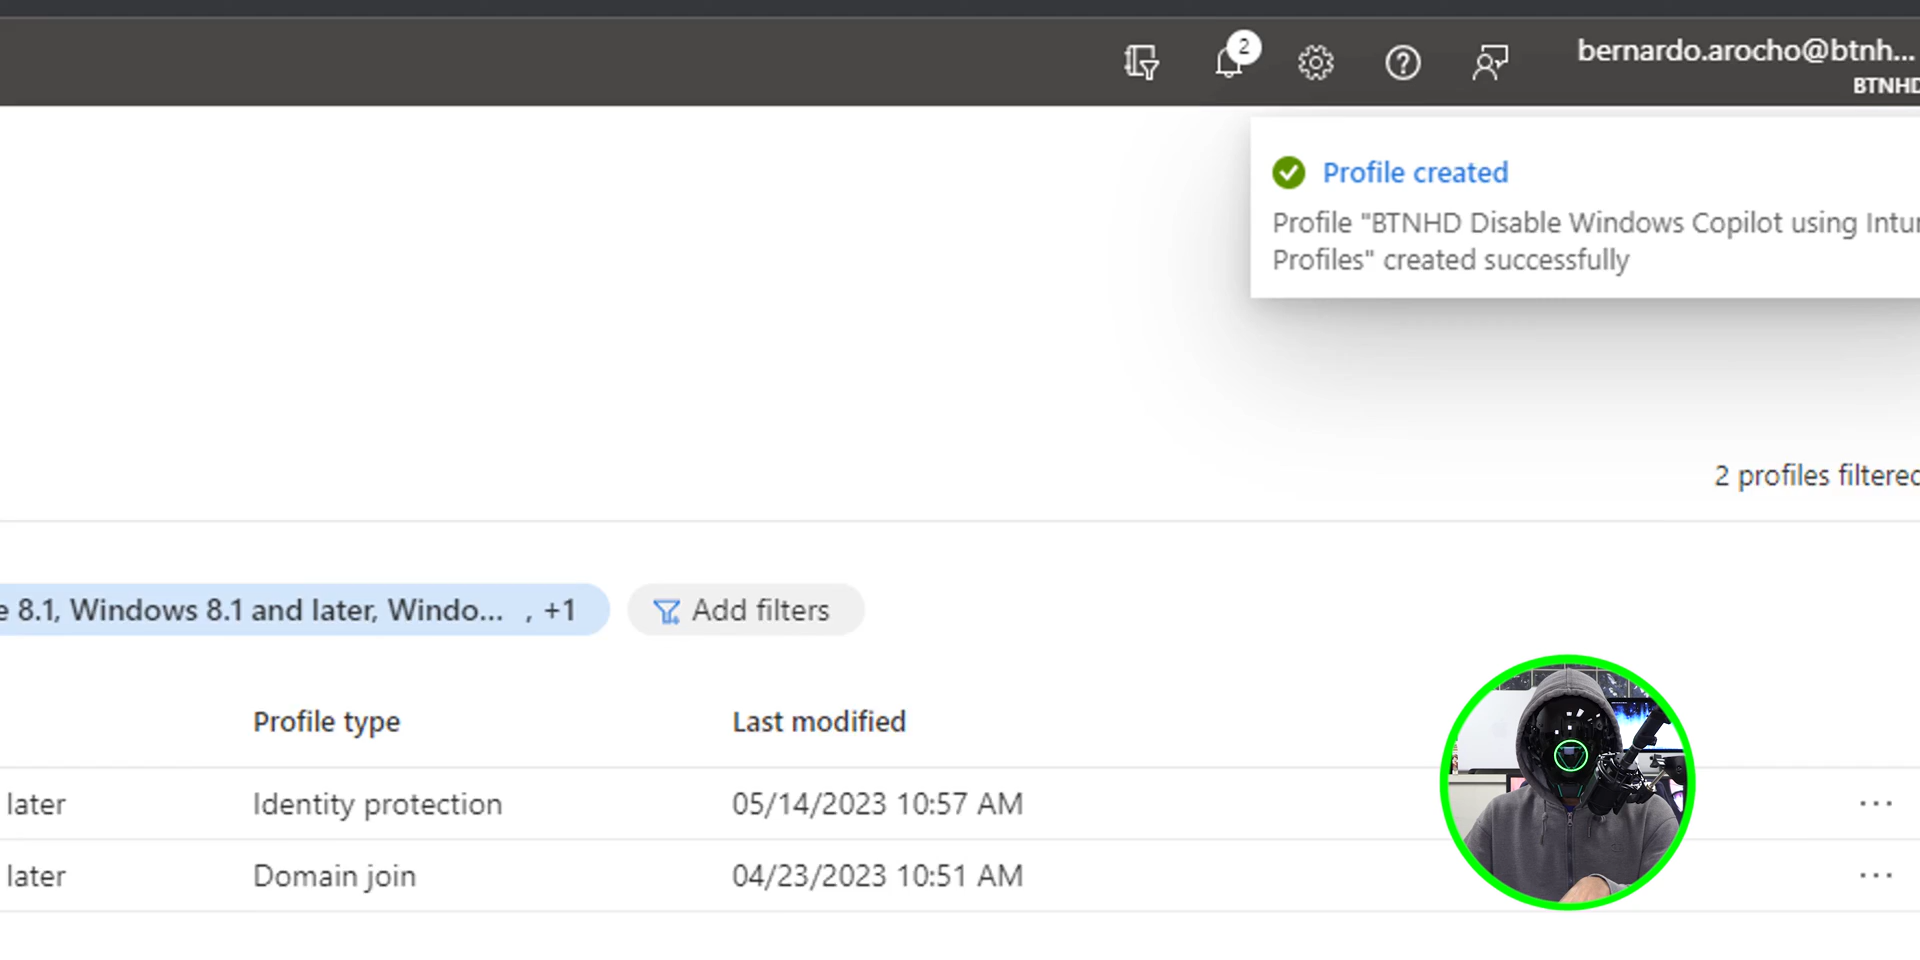 2
bernardo.arocho@btnh...
BTNHD
Profile created
Profile "BTNHD Disable Windows Copilot using
Profiles" created successfully
2 profiles filtered
8.1, Windows 8.1 and later, Windo... , +1
Add filters
Profile type Last modified
later Identity protection 05/14/2023 10:57 AM
later Domain join 04/23/2023 10:51 AM